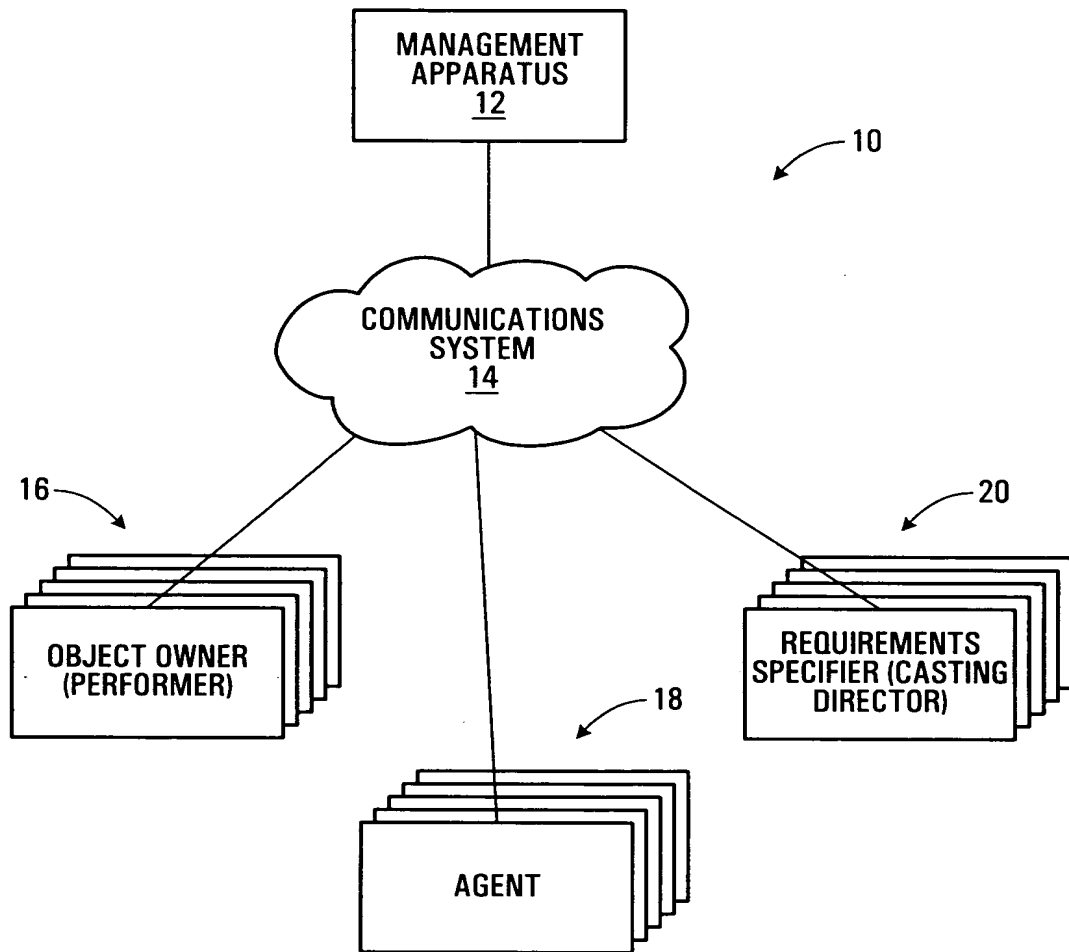 MANAGEMENT
APPARATUS
12
10
COMMUNICATIONS
SYSTEM
14
16
20
OBJECT OWNER
(PERFORMER)
REQUIREMENTS
SPECIFIER (CASTING
DIRECTOR)
18
AGENT